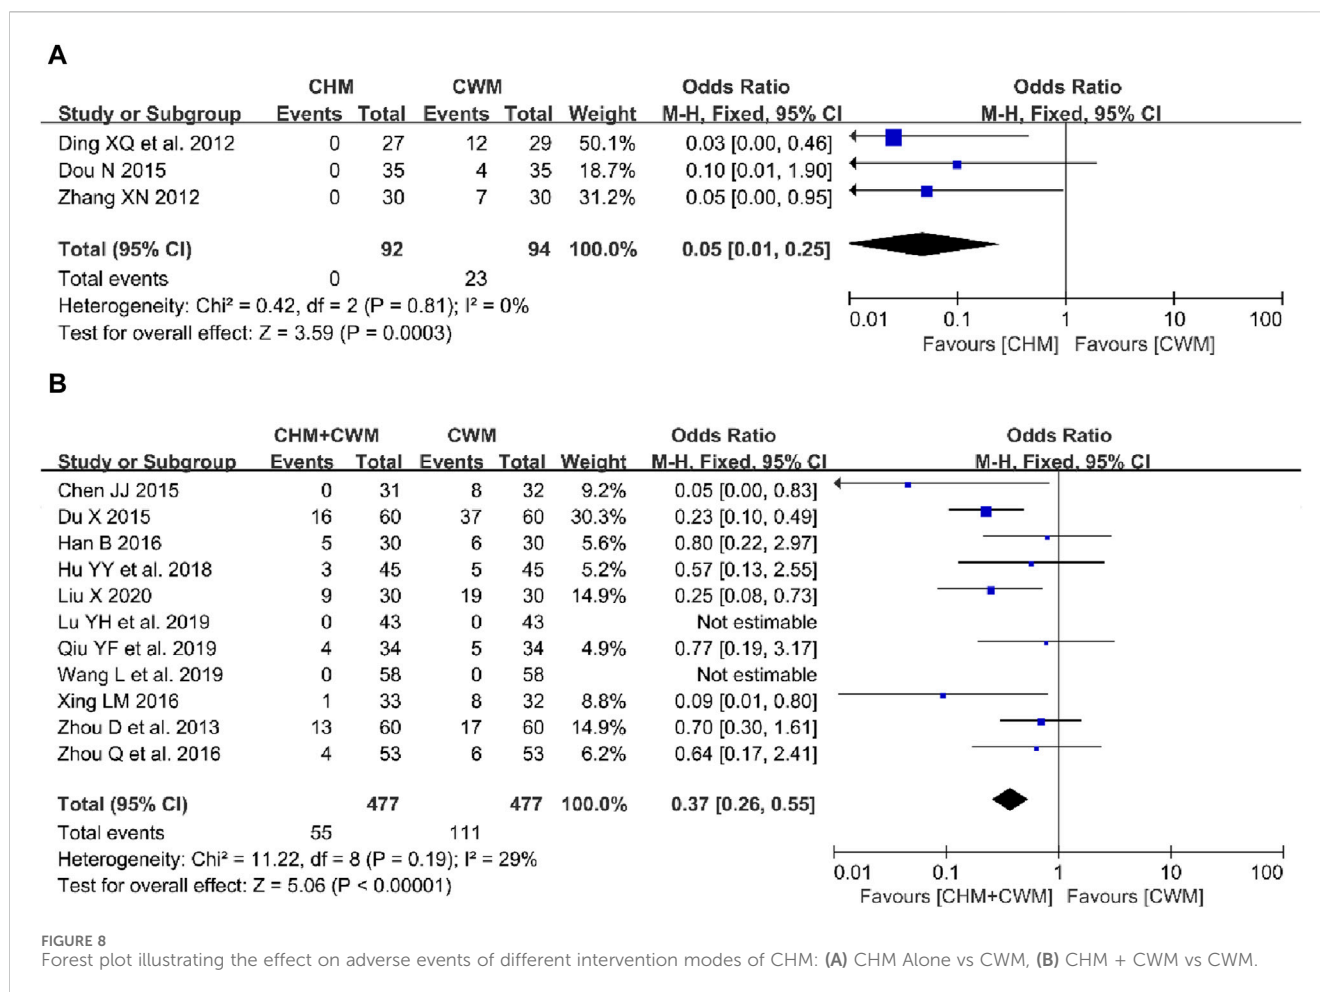 A
CHM CWM Odds Ratio Odds Ratio
Study or Subgroup Events Total Events Total Weight M-H, Fixed, 95% CI M-H, Fixed, 95% CI
Ding XQ et al. 2012 0 27 12 29 50.1% 0.03 [0.00, 0.46]
Dou N 2015 0 35 4 35 18.7% 0.10 [0.01, 1.90]
Zhang XN 2012 0 30 7 30 31.2% 0.05 [0.00, 0.95]
Total (95% CI) 92 94 100.0% 0.05 [0.01, 0.25]
Total events 0 23
Heterogeneity: Chi² = 0.42, df = 2 (P = 0.81); I² = 0%
Test for overall effect: Z = 3.59 (P = 0.0003)
0.01 0.1 1 10 100
Favours [CHM] Favours [CWM]
B
CHM+CWM CWM Odds Ratio Odds Ratio
Study or Subgroup Events Total Events Total Weight M-H, Fixed, 95% CI M-H, Fixed, 95% CI
Chen JJ 2015 0 31 8 32 9.2% 0.05 [0.00, 0.83]
Du X 2015 16 60 37 60 30.3% 0.23 [0.10, 0.49]
Han B 2016 5 30 6 30 5.6% 0.80 [0.22, 2.97]
Hu YY et al. 2018 3 45 5 45 5.2% 0.57 [0.13, 2.55]
Liu X 2020 9 30 19 30 14.9% 0.25 [0.08, 0.73]
Lu YH et al. 2019 0 43 0 43 Not estimable
Qiu YF et al. 2019 4 34 5 34 4.9% 0.77 [0.19, 3.17]
Wang L et al. 2019 0 58 0 58 Not estimable
Xing LM 2016 1 33 8 32 8.8% 0.09 [0.01, 0.80]
Zhou D et al. 2013 13 60 17 60 14.9% 0.70 [0.30, 1.61]
Zhou Q et al. 2016 4 53 6 53 6.2% 0.64 [0.17, 2.41]
Total (95% CI) 477 477 100.0% 0.37 [0.26, 0.55]
Total events 55 111
Heterogeneity: Chi² = 11.22, df = 8 (P = 0.19); I² = 29%
Test for overall effect: Z = 5.06 (P < 0.00001)
0.01 0.1 1 10 100
Favours [CHM+CWM] Favours [CWM]
FIGURE 8
Forest plot illustrating the effect on adverse events of different intervention modes of CHM: (A) CHM Alone vs CWM, (B) CHM + CWM vs CWM.